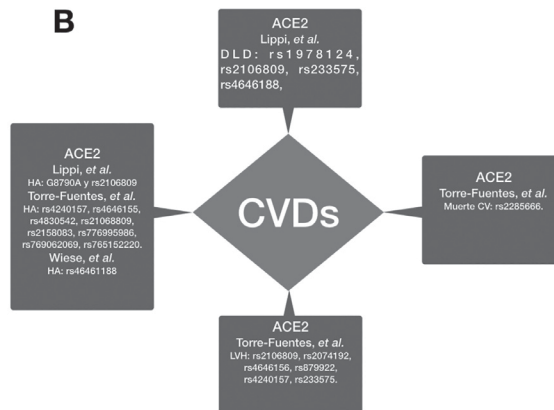 B
ACE2
Lippi, et al.
DLD: rs1978124,
rs2106809, rs233575,
rs4646188,
ACE2
Lippi, et al.
HA: G8790A y rs2106809
Torre-Fuentes, et al.
HA: rs4240157, rs4646155,
rs4830542, rs21068809,
rs2158083, rs776995986,
rs769062069, rs765152220.
Wiese, et al.
HA: rs46461188
CVDs
ACE2
Torre-Fuentes, et al.
Muerte CV: rs2285666.
ACE2
Torre-Fuentes, et al.
LVH: rs2106809, rs2074192,
rs4646156, rs879922,
rs4240157, rs233575.